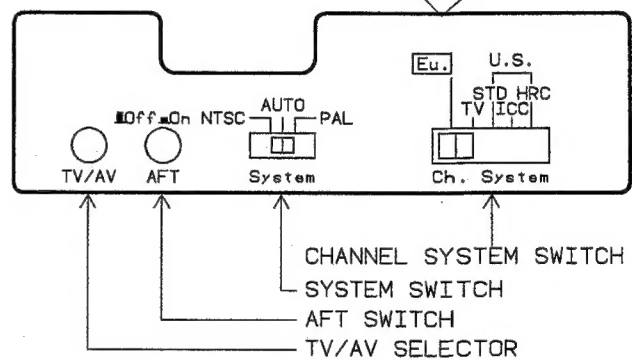 Eu.
U.S.
STD HRC
TV ICC
AUTO
Off On NTSC PAL
TV/AV AFT System Ch. System
CHANNEL SYSTEM SWITCH
SYSTEM SWITCH
AFT SWITCH
TV/AV SELECTOR